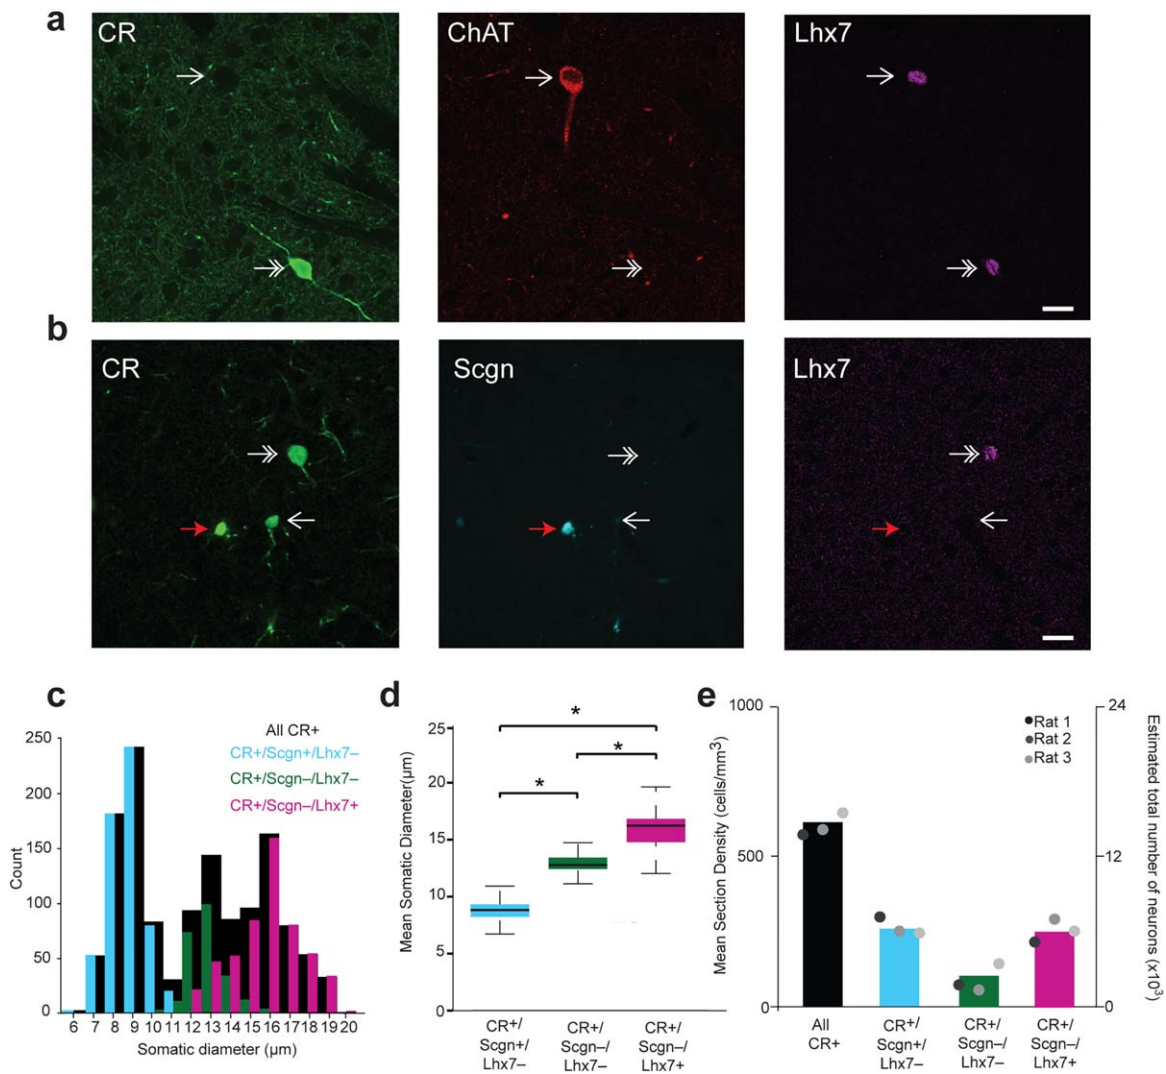 a
CR
ChAT
Lhx7
b
CR
Scgn
Lhx7
c
All CR+
CR+/Scgn+/Lhx7–
CR+/Scgn–/Lhx7–
CR+/Scgn–/Lhx7+
Count
250
200
150
100
50
0
6 7 8 9 10 11 12 13 14 15 16 17 18 19 20
Somatic diameter (µm)
d
Mean Somatic Diameter(µm)
25
20
15
10
5
0
*
*
*
CR+/
Scgn+/
Lhx7–
CR+/
Scgn–/
Lhx7–
CR+/
Scgn–/
Lhx7+
e
Mean Section Density (cells/mm³)
1000
500
0
Rat 1
Rat 2
Rat 3
24
12
0
Estimated total number of neurons (x10³)
All
CR+
CR+/
Scgn+/
Lhx7–
CR+/
Scgn–/
Lhx7–
CR+/
Scgn–/
Lhx7+